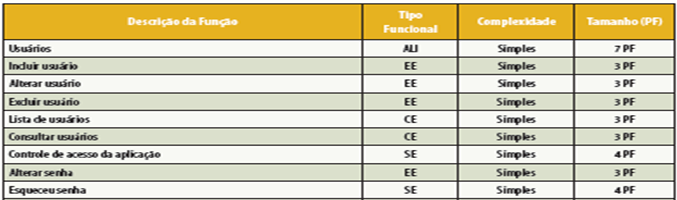 Descrição da Função Tipo Funcional Complexidade Tamanho (PF)
Usuários ALI Simples 7 PF
Incluir usuário EE Simples 3 PF
Alterar usuário EE Simples 3 PF
Excluir usuário EE Simples 3 PF
Lista de usuários CE Simples 3 PF
Consultar usuários CE Simples 3 PF
Controle de acesso da aplicação SE Simples 4 PF
Alterar senha EE Simples 3 PF
Esqueceu senha SE Simples 4 PF